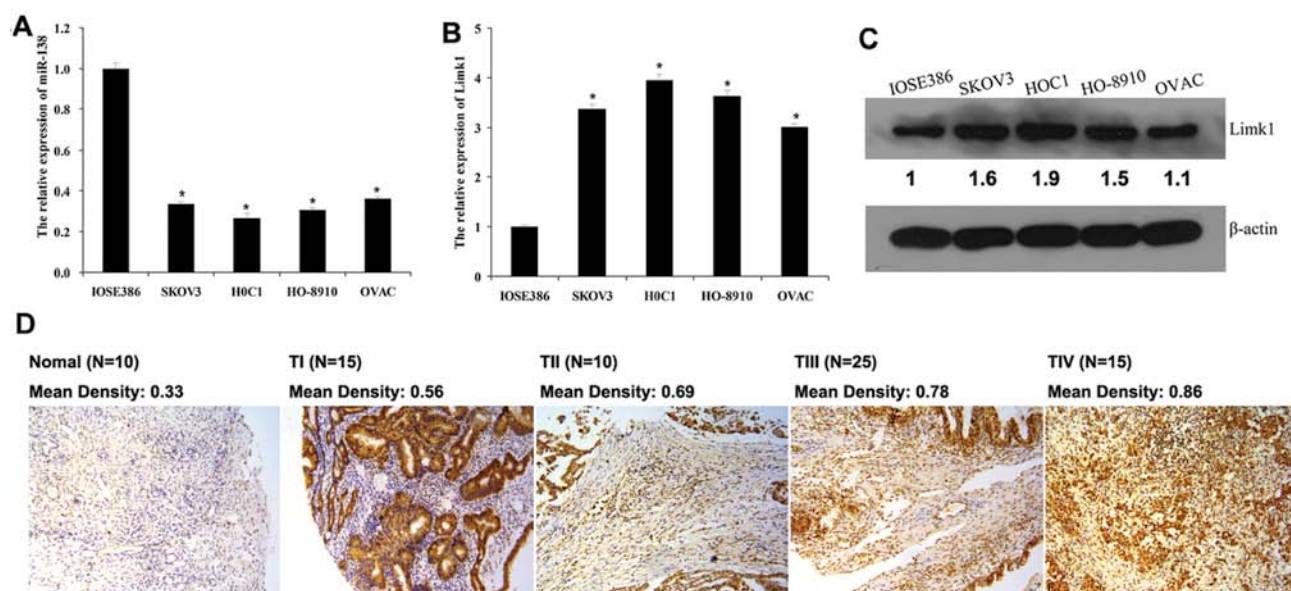 A
The relative expression of miR-138
1.2
1.0
0.8
0.6
0.4
0.2
0.0
* * * *
IOSE386 SKOV3 H0C1 HO-8910 OVAC
B
The relative expression of Limk1
5
4
3
2
1
0
* * * *
IOSE386 SKOV3 H0C1 HO-8910 OVAC
C
IOSE386 SKOV3 HOC1 HO-8910 OVAC
Limk1
1 1.6 1.9 1.5 1.1
β-actin
D
Nomal (N=10) TI (N=15) TII (N=10) TIII (N=25) TIV (N=15)
Mean Density: 0.33 Mean Density: 0.56 Mean Density: 0.69 Mean Density: 0.78 Mean Density: 0.86